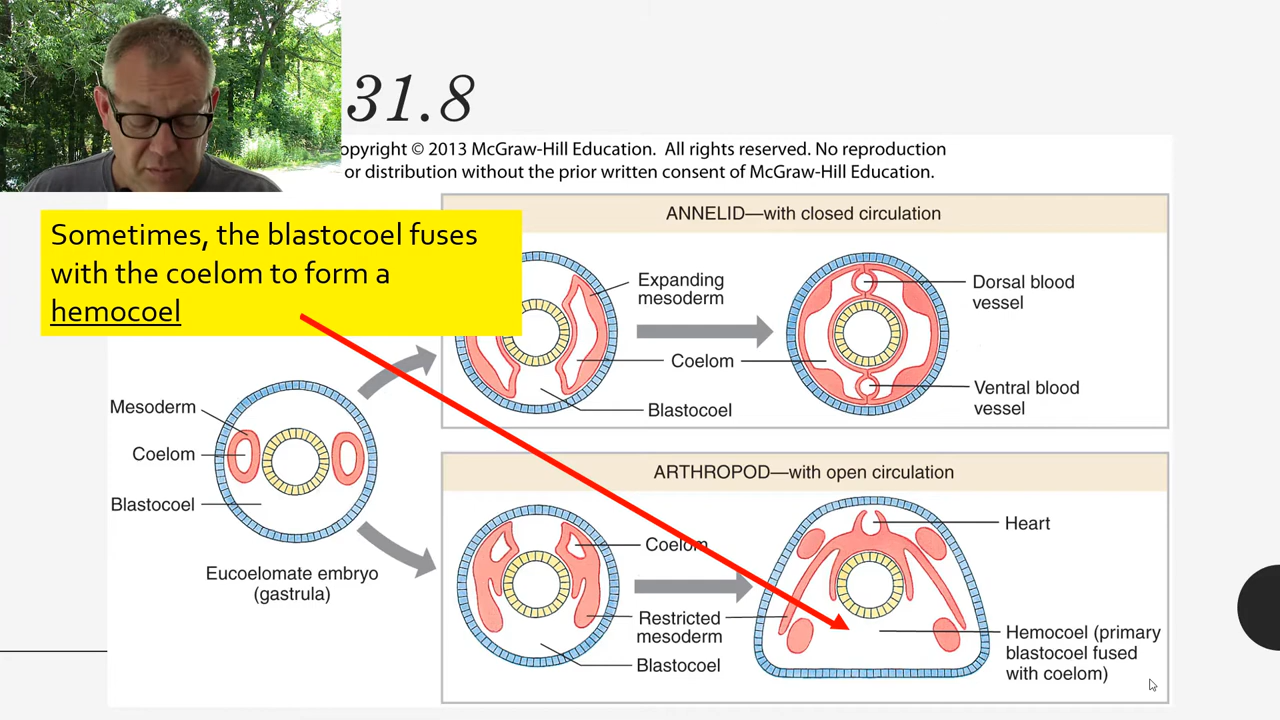 31.8
opyright © 2013 McGraw-Hill Education. All rights reserved. No reproduction
or distribution without the prior written consent of McGraw-Hill Education.
Sometimes, the blastocoel fuses
with the coelom to form a
hemocoel
ANNELID—with closed circulation
Expanding
mesoderm
Coelom
Blastocoel
Dorsal blood
vessel
Ventral blood
vessel
Mesoderm
Coelom
Blastocoel
Eucoelomate embryo
(gastrula)
ARTHROPOD—with open circulation
Coelom
Restricted
mesoderm
Blastocoel
Heart
Hemocoel (primary
blastocoel fused
with coelom)